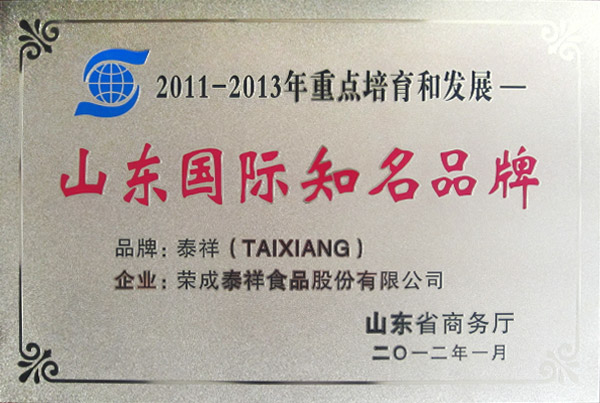 2011-2013年重点培育和发展—
山东国际知名品牌
品牌：泰祥（TAIXIANG）
企业：荣成泰祥食品股份有限公司
山东省商务厅
二〇一二年一月